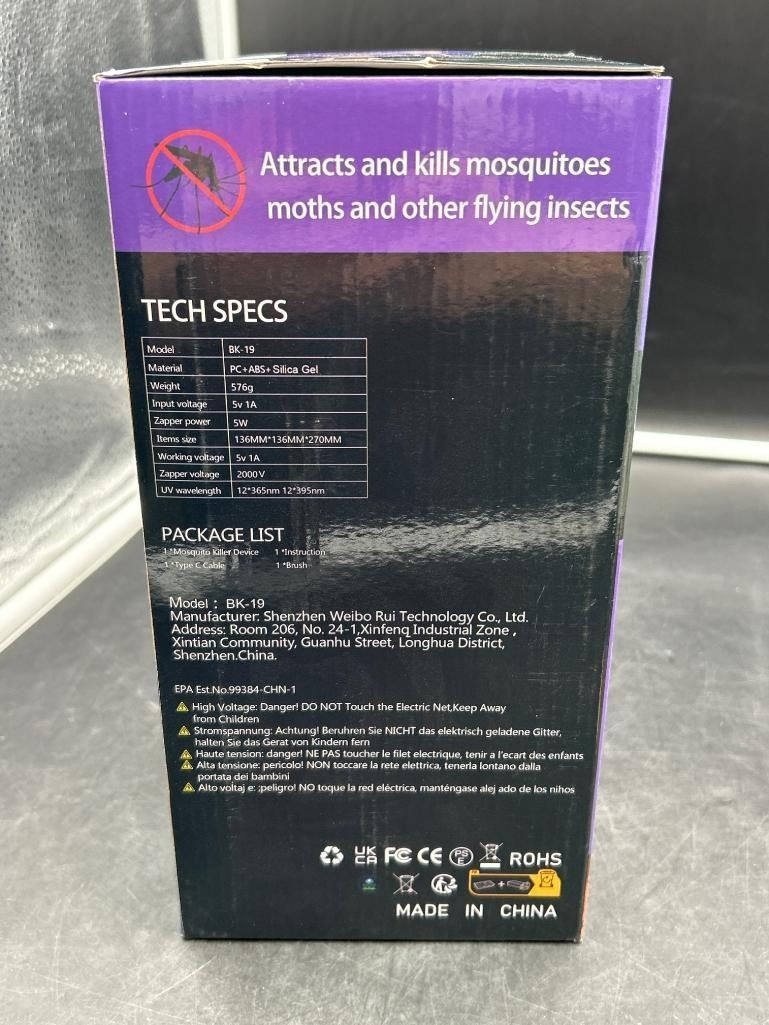 Attracts and kills mosquitoes
moths and other flying insects
TECH SPECS
Model BK-19
Material PC+ABS+Silica Gel
Weight 576g
Input voltage 5v 1A
Zapper power 5W
Items size 136MM*136MM*270MM
Working voltage 5v 1A
Zapper voltage 2000V
UV wavelength 12*365nm 12*395nm
PACKAGE LIST
1 *Mosquito Killer Device 1 *Instruction
1 *Type C Cable 1 *Brush
Model : BK-19
Manufacturer: Shenzhen Weibo Rui Technology Co., Ltd.
Address: Room 206, No. 24-1,Xinfenq Industrial Zone ,
Xintian Community, Guanhu Street, Longhua District,
Shenzhen.China.
EPA Est.No.99384-CHN-1
High Voltage: Danger! DO NOT Touch the Electric Net,Keep Away
from Children
Stromspannung: Achtung! Beruhren Sie NICHT das elektrisch geladene Gitter,
halten Sie das Gerat von Kindern fern
Haute tension: danger! NE PAS toucher le filet electrique, tenir a l'ecart des enfants
Alta tensione: pericolo! NON toccare la rete elettrica, tenerla lontano dalla
portata dei bambini
Alto voltaj e: ;peligro! NO toque la red eléctrica, manténgase alej ado de los nihos
UK CA FC CE PS E ROHS
MADE IN CHINA